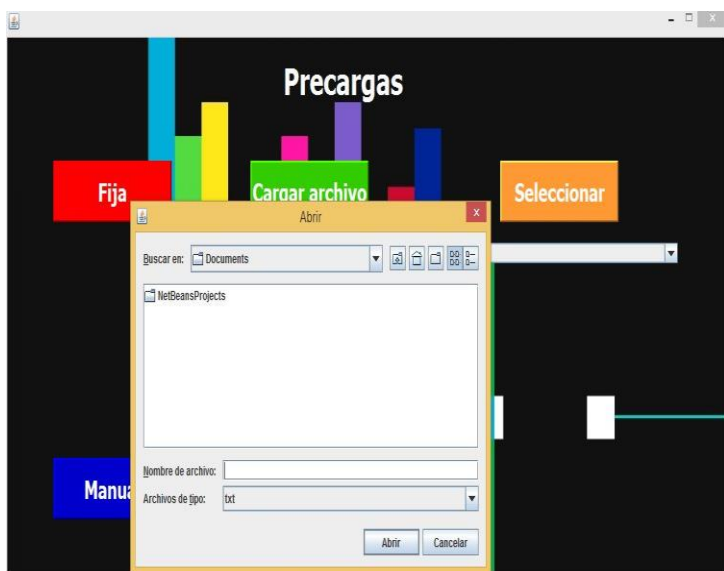 Precargas
Fija
Cargar archivo
Seleccionar
Abrir
Buscar en: Documents
NetBeansProjects
Nombre de archivo:
Archivos de tipo: txt
Abrir Cancelar